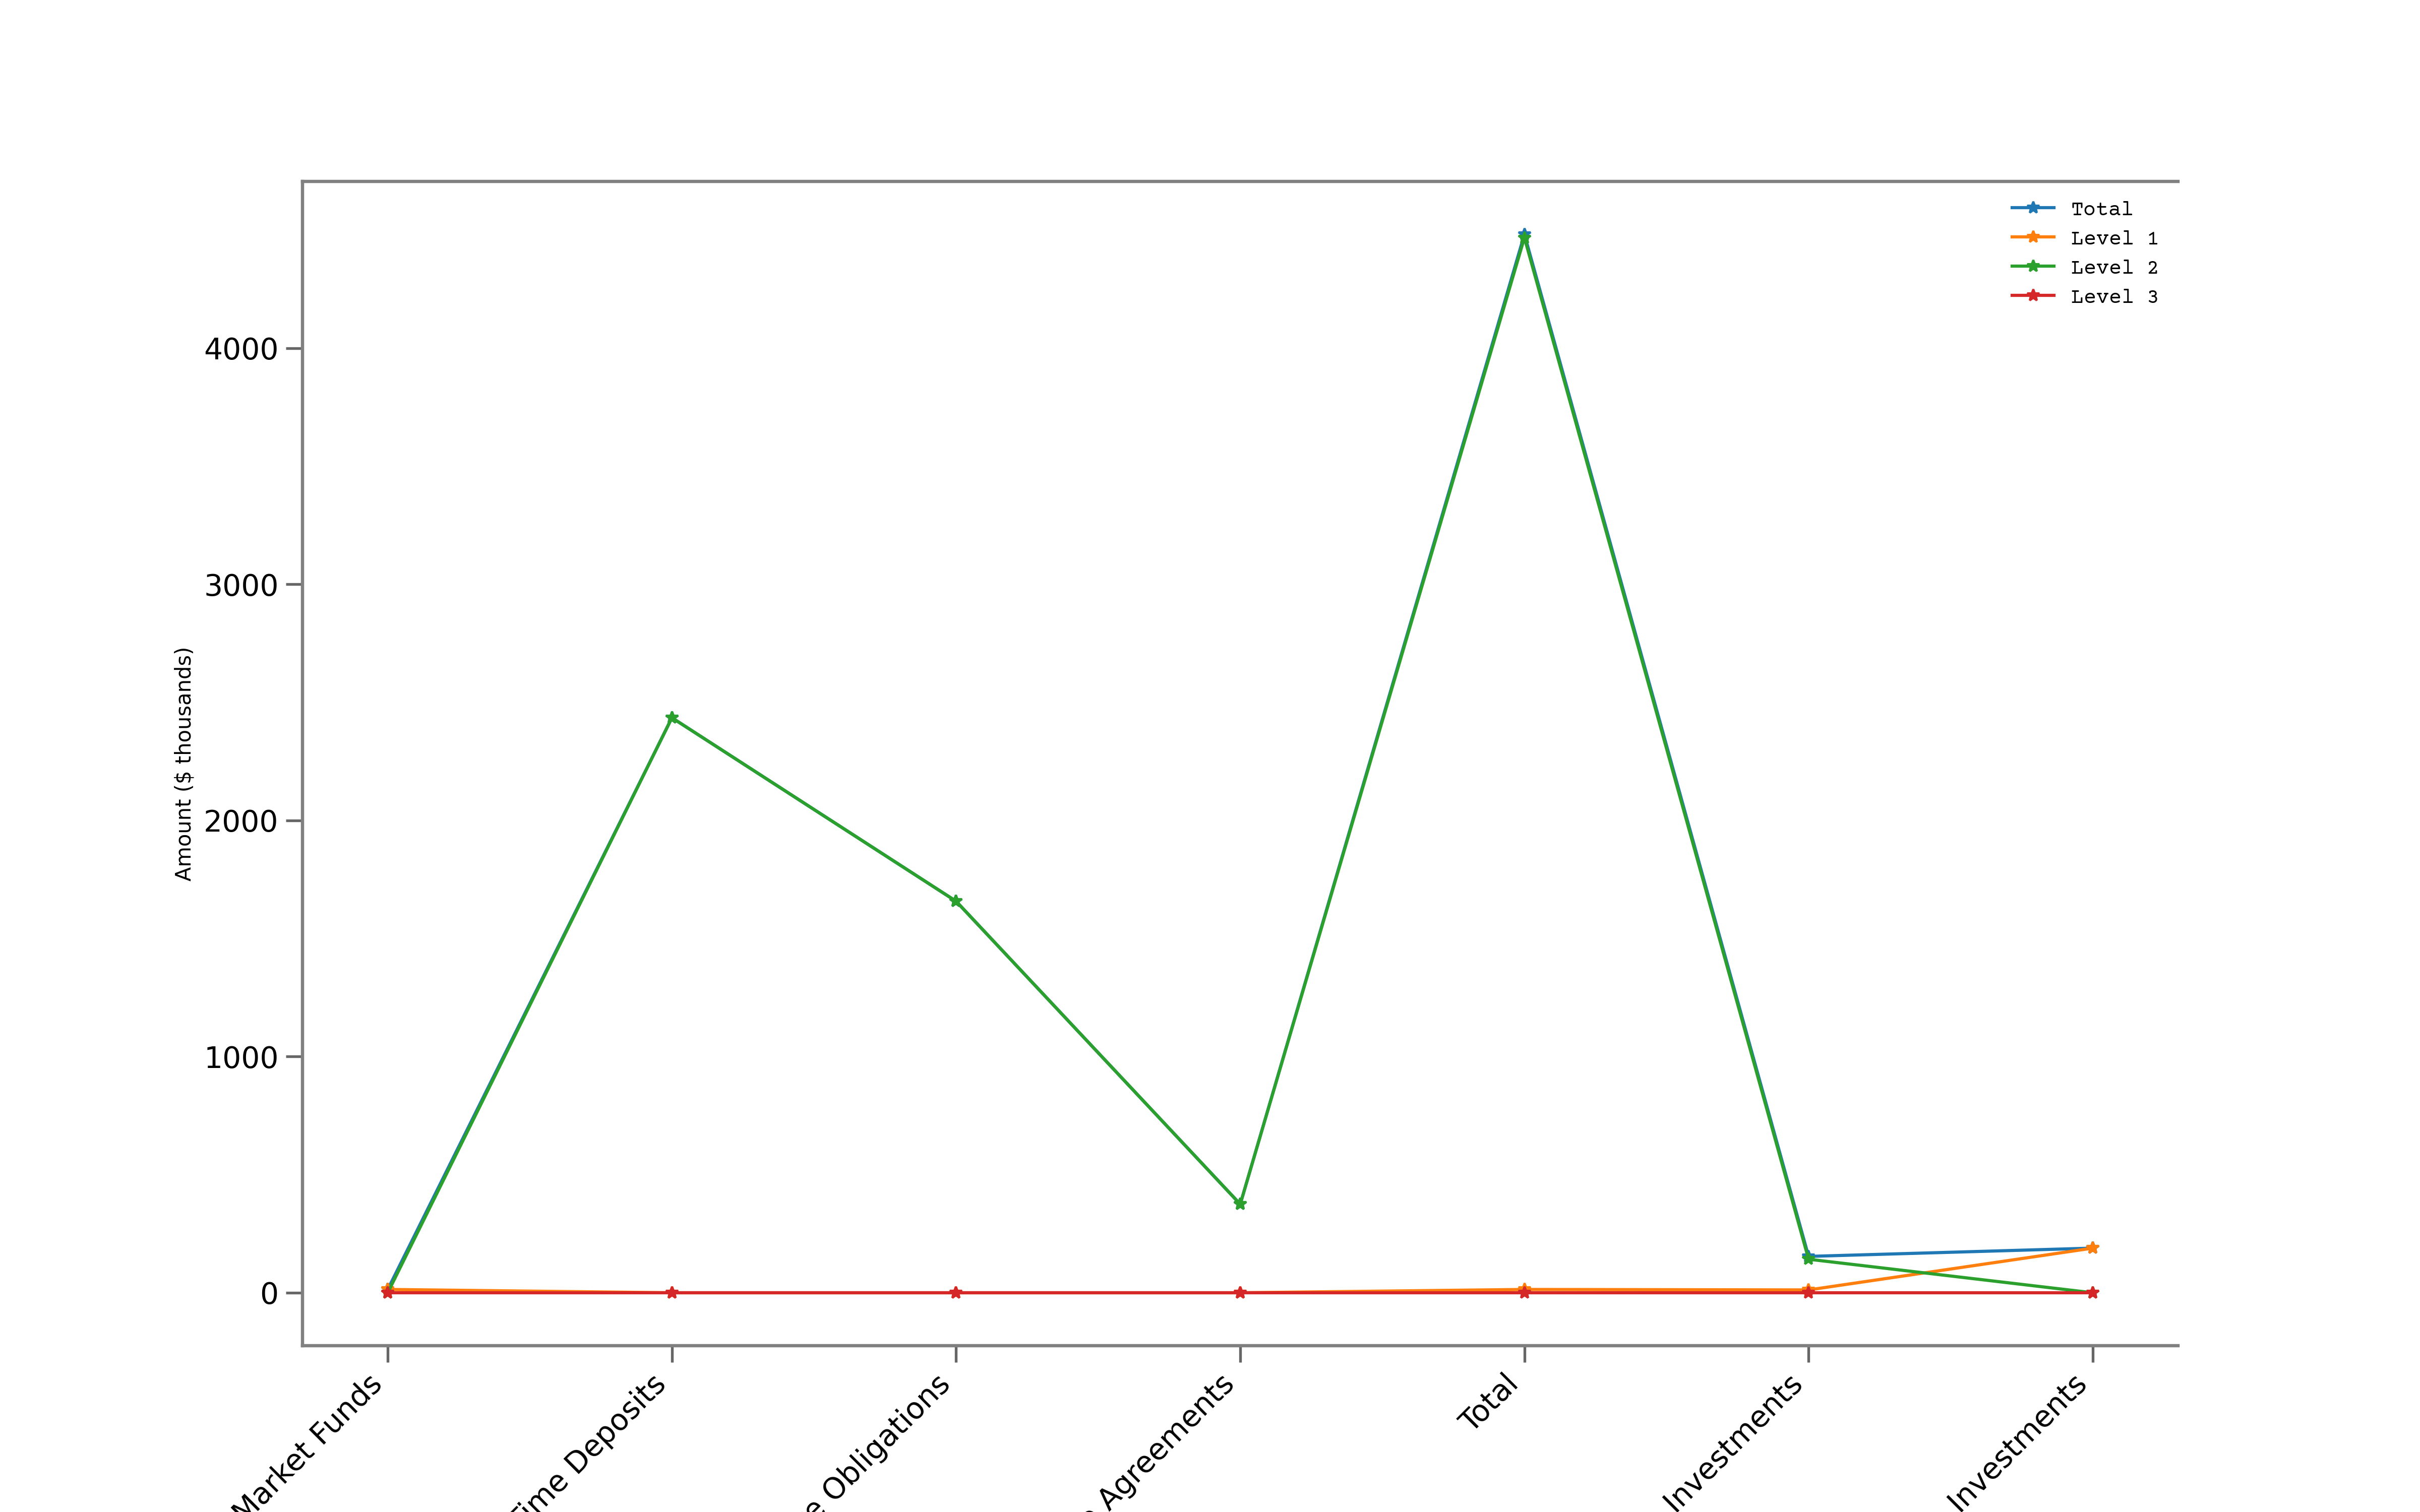 Total
Level 1
Level 2
Level 3
4000
3000
2000
1000
0
Amount ($ thousands)
Market Funds
Time Deposits
Obligations
Agreements
Total
Investments
Investments